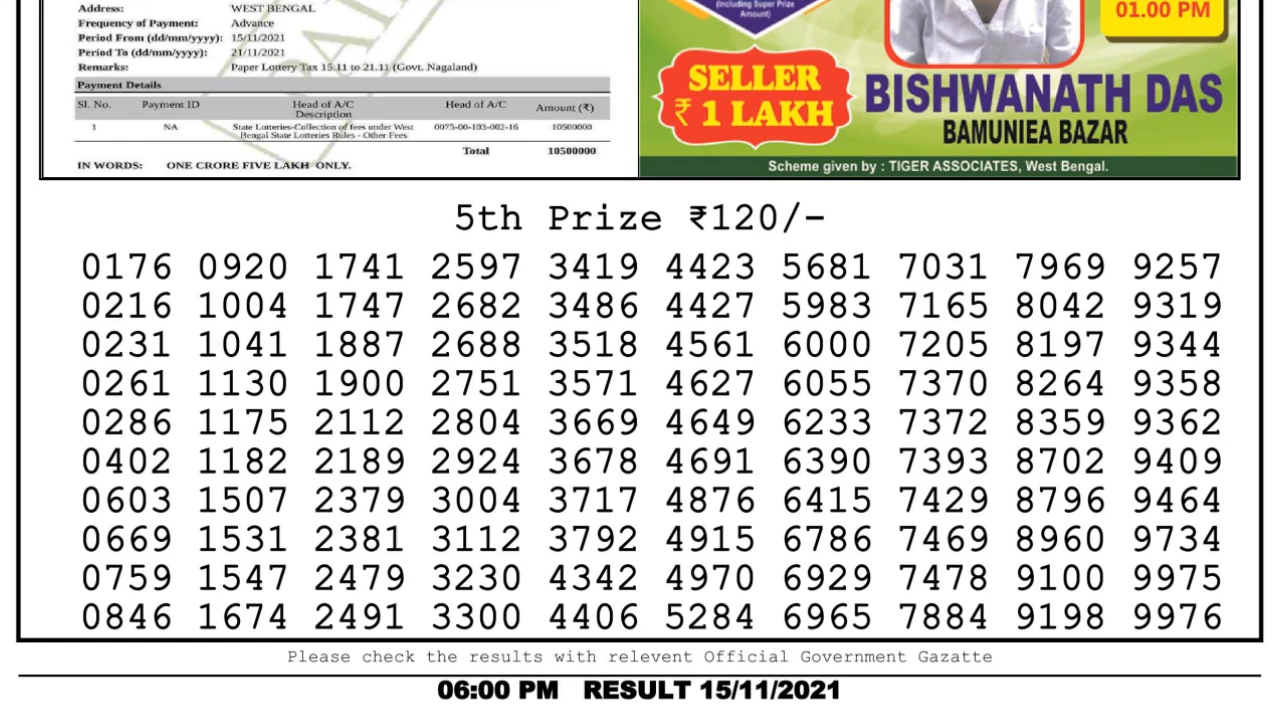 Address: WEST BENGAL
Frequency of Payment: Advance
Period From (dd/mm/yyyy): 15/11/2021
Period To (dd/mm/yyyy): 21/11/2021
Remarks: Paper Lottery Tax 15.11 to 21.11 (Govt. Nagaland)
Payment Details
Sl. No. Payment ID Head of A/C Description Head of A/C Amount (₹)
1 NA State Lotteries-Collection of fees under West 0075-00-103-002-16 10500000
Bengal State Lotteries Rules - Other Fees
Total 10500000
IN WORDS: ONE CRORE FIVE LAKH ONLY.
(Including Super Prize
Amount)
01.00 PM
SELLER
₹ 1 LAKH
BISHWANATH DAS
BAMUNIEA BAZAR
Scheme given by : TIGER ASSOCIATES, West Bengal.
5th Prize ₹120/-
0176 0920 1741 2597 3419 4423 5681 7031 7969 9257
0216 1004 1747 2682 3486 4427 5983 7165 8042 9319
0231 1041 1887 2688 3518 4561 6000 7205 8197 9344
0261 1130 1900 2751 3571 4627 6055 7370 8264 9358
0286 1175 2112 2804 3669 4649 6233 7372 8359 9362
0402 1182 2189 2924 3678 4691 6390 7393 8702 9409
0603 1507 2379 3004 3717 4876 6415 7429 8796 9464
0669 1531 2381 3112 3792 4915 6786 7469 8960 9734
0759 1547 2479 3230 4342 4970 6929 7478 9100 9975
0846 1674 2491 3300 4406 5284 6965 7884 9198 9976
Please check the results with relevent Official Government Gazatte
06:00 PM RESULT 15/11/2021